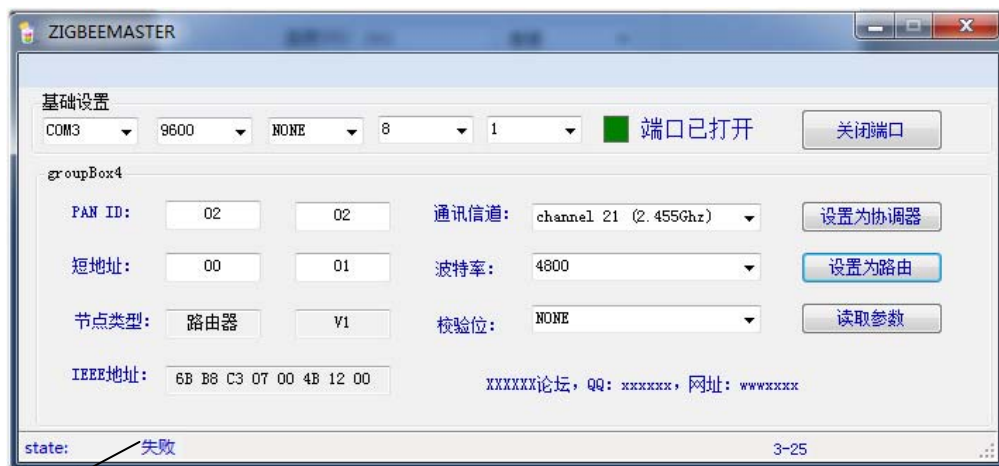 ZIGBEEMASTER
基础设置
COM3 9600 NONE 8 1 端口已打开 关闭端口
groupBox4
PAN ID: 02 02 通讯信道: channel 21 (2.455Ghz) 设置为协调器
短地址: 00 01 波特率: 4800 设置为路由
节点类型: 路由器 V1 校验位: NONE 读取参数
IEEE地址: 6B B8 C3 07 00 4B 12 00 XXXXXX论坛，QQ: xxxxxx，网址: wwwxxxx
state: 失败 3-25